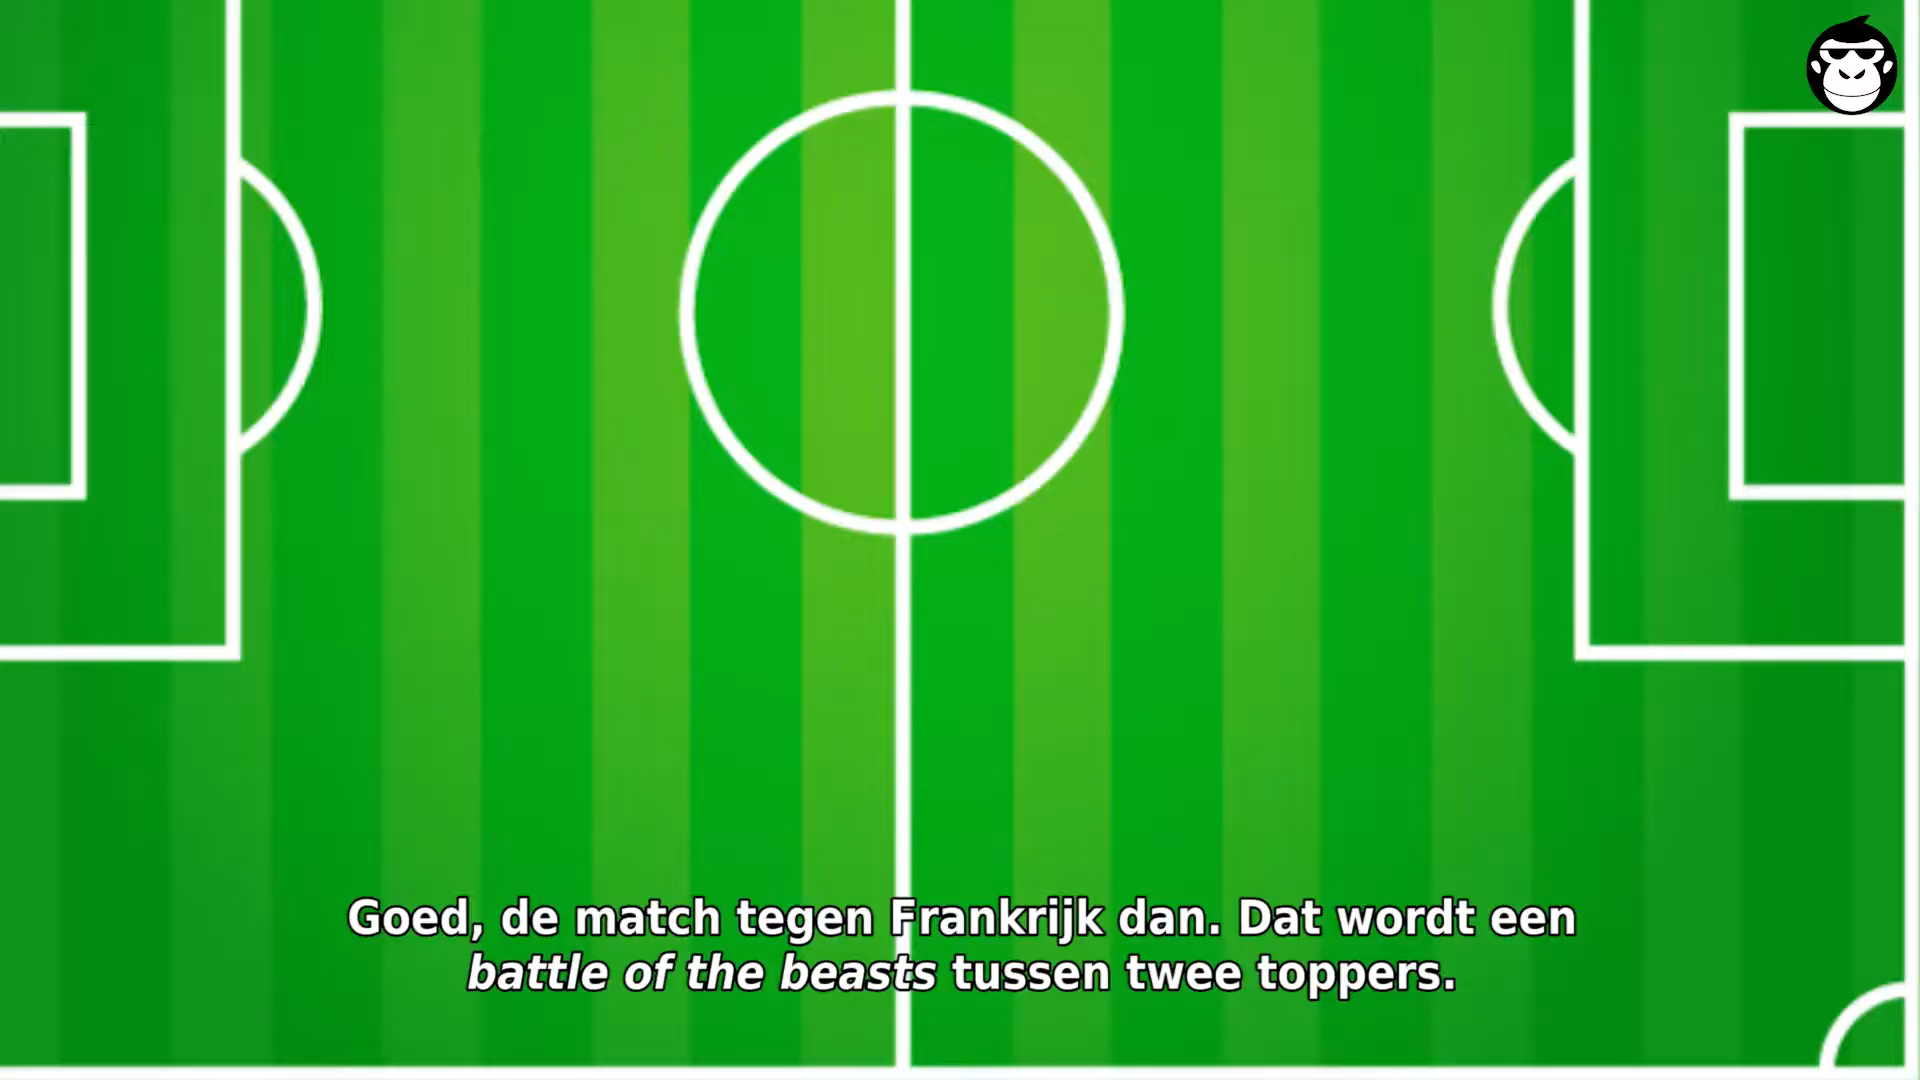 Goed, de match tegen Frankrijk dan. Dat wordt een
battle of the beasts tussen twee toppers.